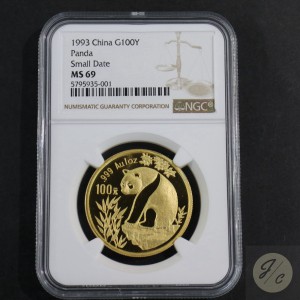 1993 China G100Y
Panda
Small Date
MS 69
5795935-001
NUMISMATIC GUARANTY CORPORATION
NGC
.999 Au 1oz
100元
J/C